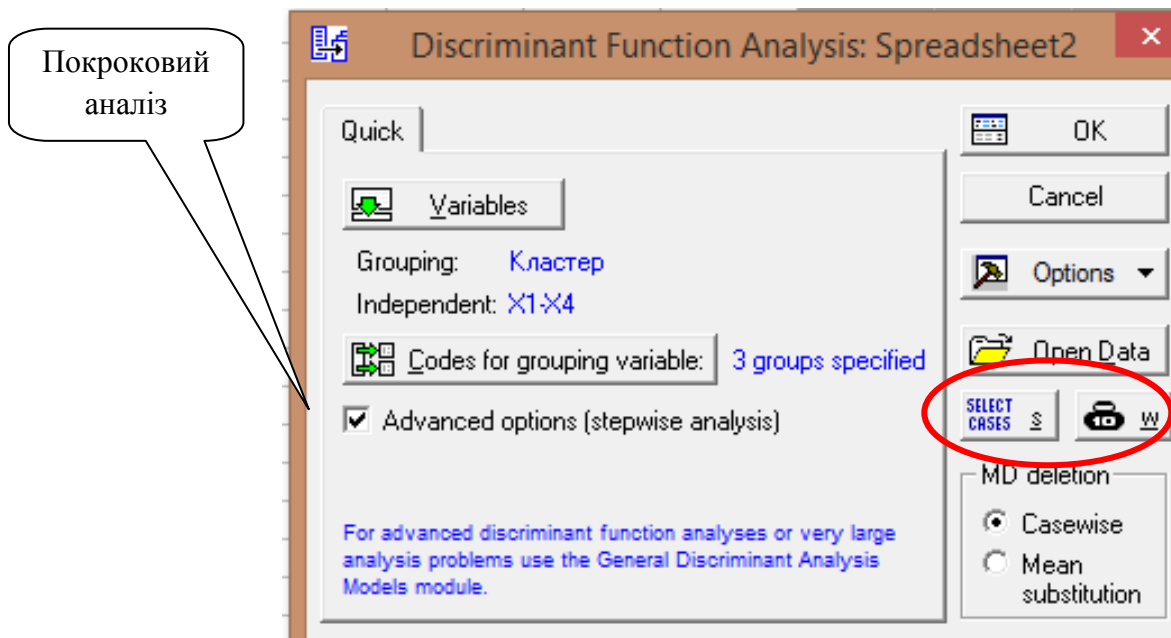 Покроковий
аналіз
Discriminant Function Analysis: Spreadsheet2
Quick
OK
Variables
Cancel
Grouping: Кластер
Options
Independent: X1-X4
Codes for grouping variable: 3 groups specified
Open Data
SELECT
CASES S
W
Advanced options (stepwise analysis)
MD deletion
Casewise
Mean
substitution
For advanced discriminant function analyses or very large
analysis problems use the General Discriminant Analysis
Models module.